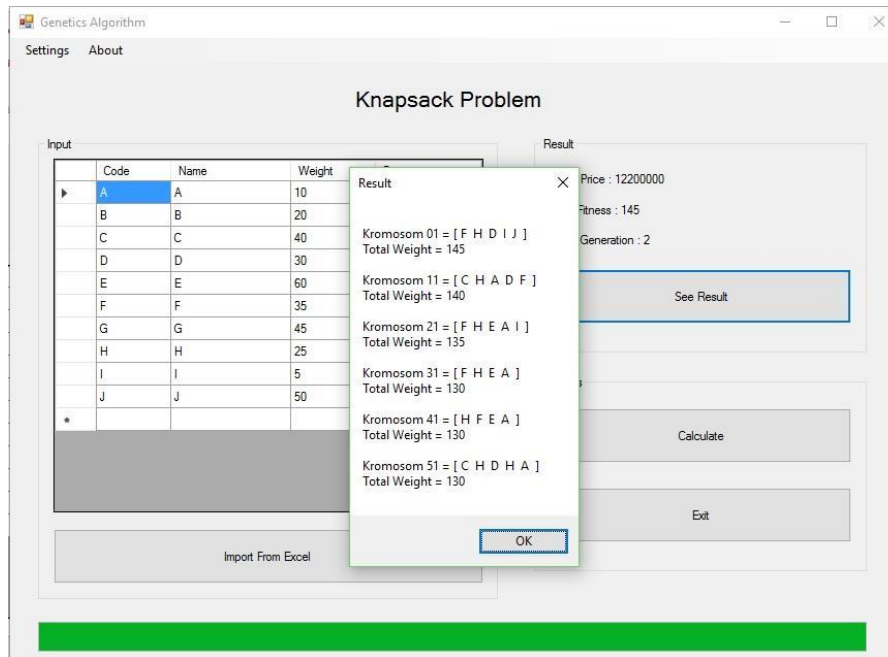 Genetics Algorithm
Settings About
Knapsack Problem
Input
Code Name Weight
A A 10
B B 20
C C 40
D D 30
E E 60
F F 35
G G 45
H H 25
I I 5
J J 50
*
Import From Excel
Result
Kromosom 01 = [ F H D I J ]
Total Weight = 145
Kromosom 11 = [ C H A D F ]
Total Weight = 140
Kromosom 21 = [ F H E A I ]
Total Weight = 135
Kromosom 31 = [ F H E A ]
Total Weight = 130
Kromosom 41 = [ H F E A ]
Total Weight = 130
Kromosom 51 = [ C H D H A ]
Total Weight = 130
OK
Result
Price : 12200000
Fitness : 145
Generation : 2
See Result
Calculate
Exit